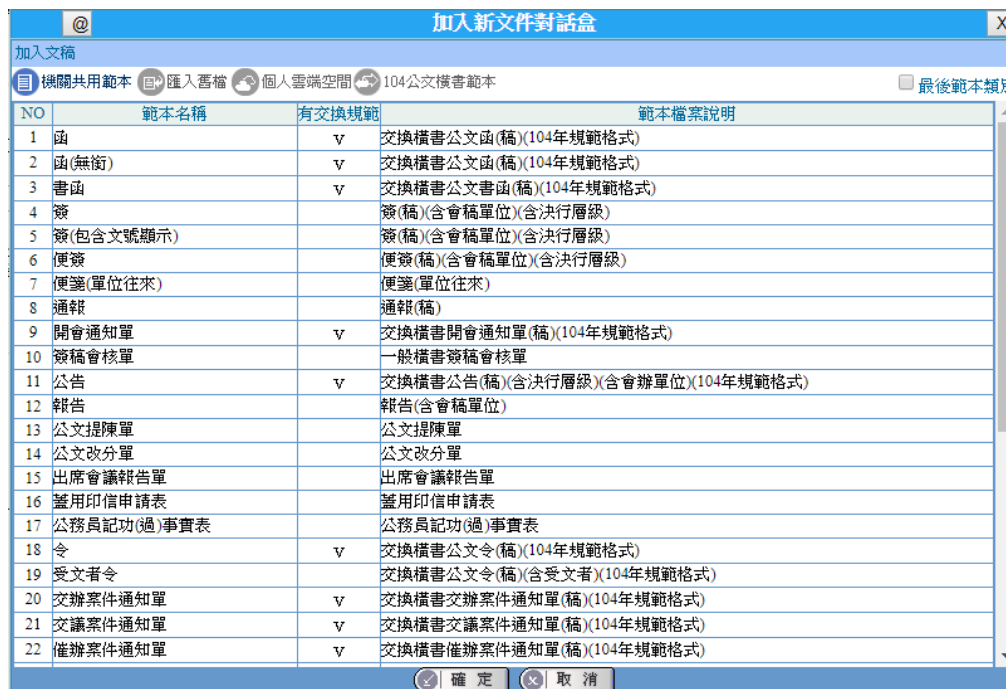 @ 加入新文件對話盒 X
加入文稿
機關共用範本 匯入舊檔 個人雲端空間 104公文橫書範本 最後範本類別
NO 範本名稱 有交換規範 範本檔案說明
1 函 v 交換橫書公文函(稿)(104年規範格式)
2 函(無銜) v 交換橫書公文函(稿)(104年規範格式)
3 書函 v 交換橫書公文書函(稿)(104年規範格式)
4 簽 簽(稿)(含會稿單位)(含決行層級)
5 簽(包含文號顯示) 簽(稿)(含會稿單位)(含決行層級)
6 便簽 便簽(稿)(含會稿單位)(含決行層級)
7 便箋(單位往來) 便箋(單位往來)
8 通報 通報(稿)
9 開會通知單 v 交換橫書開會通知單(稿)(104年規範格式)
10 簽稿會核單 一般橫書簽稿會核單
11 公告 v 交換橫書公告(稿)(含決行層級)(含會辦單位)(104年規範格式)
12 報告 報告(含會稿單位)
13 公文提陳單 公文提陳單
14 公文改分單 公文改分單
15 出席會議報告單 出席會議報告單
16 蓋用印信申請表 蓋用印信申請表
17 公務員記功(過)事實表 公務員記功(過)事實表
18 令 v 交換橫書公文令(稿)(104年規範格式)
19 受文者令 交換橫書公文令(稿)(含受文者)(104年規範格式)
20 交辦案件通知單 v 交換橫書交辦案件通知單(稿)(104年規範格式)
21 交議案件通知單 v 交換橫書交議案件通知單(稿)(104年規範格式)
22 催辦案件通知單 v 交換橫書催辦案件通知單(稿)(104年規範格式)
確 定 取 消